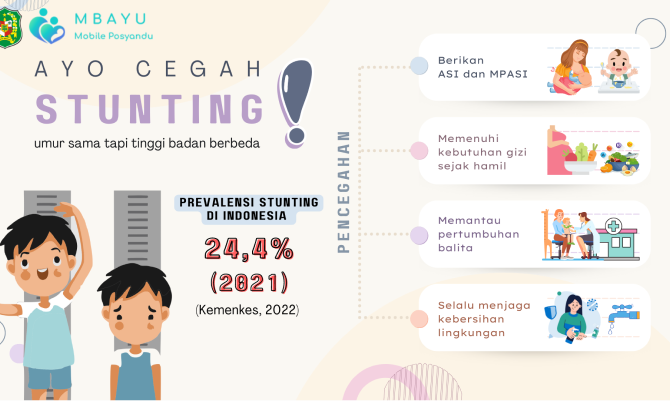 MBAYU
Mobile Posyandu
AYO CEGAH
STUNTING!
umur sama tapi tinggi badan berbeda
PREVALENSI STUNTING
DI INDONESIA
24,4%
(2021)
(Kemenkes, 2022)
PENCEGAHAN
Berikan
ASI dan MPASI
Memenuhi
kebutuhan gizi
sejak hamil
Memantau
pertumbuhan
balita
Selalu menjaga
kebersihan
lingkungan